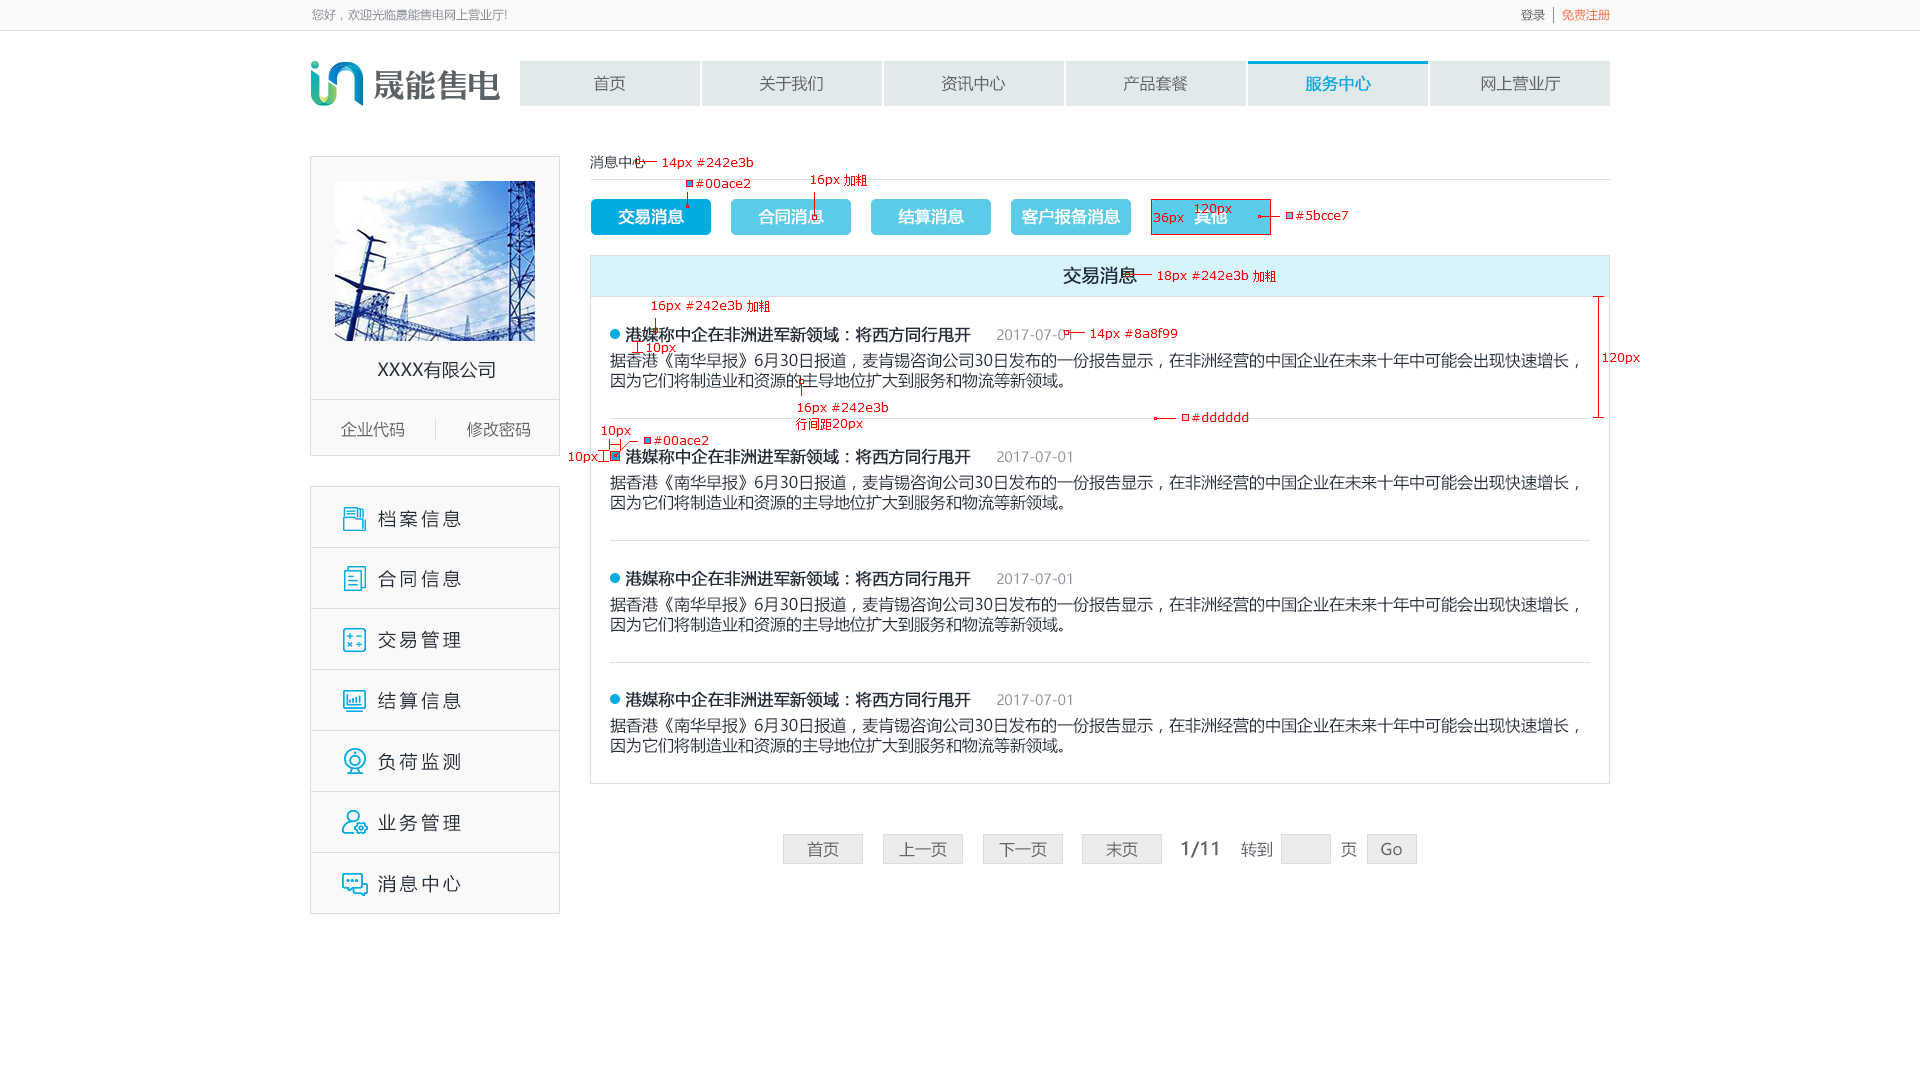 您好，欢迎光临晟能售电网上营业厅!
登录
免费注册
晟能售电
首页
关于我们
资讯中心
产品套餐
服务中心
网上营业厅
XXXX有限公司
企业代码
修改密码
档案信息
合同信息
交易管理
结算信息
负荷监测
业务管理
消息中心
消息中心
14px #242e3b
#00ace2
16px 加粗
交易消息
合同消息
结算消息
客户报备消息
其他
36px
120px
#5bcce7
交易消息
18px #242e3b 加粗
16px #242e3b 加粗
港媒称中企在非洲进军新领域：将西方同行甩开
2017-07-0
14px #8a8f99
10px
据香港《南华早报》6月30日报道，麦肯锡咨询公司30日发布的一份报告显示，在非洲经营的中国企业在未来十年中可能会出现快速增长，
因为它们将制造业和资源的主导地位扩大到服务和物流等新领域。
120px
16px #242e3b
行间距20px
#dddddd
10px
#00ace2
10px
港媒称中企在非洲进军新领域：将西方同行甩开
2017-07-01
据香港《南华早报》6月30日报道，麦肯锡咨询公司30日发布的一份报告显示，在非洲经营的中国企业在未来十年中可能会出现快速增长，
因为它们将制造业和资源的主导地位扩大到服务和物流等新领域。
港媒称中企在非洲进军新领域：将西方同行甩开
2017-07-01
据香港《南华早报》6月30日报道，麦肯锡咨询公司30日发布的一份报告显示，在非洲经营的中国企业在未来十年中可能会出现快速增长，
因为它们将制造业和资源的主导地位扩大到服务和物流等新领域。
港媒称中企在非洲进军新领域：将西方同行甩开
2017-07-01
据香港《南华早报》6月30日报道，麦肯锡咨询公司30日发布的一份报告显示，在非洲经营的中国企业在未来十年中可能会出现快速增长，
因为它们将制造业和资源的主导地位扩大到服务和物流等新领域。
首页
上一页
下一页
末页
1/11
转到
页
Go